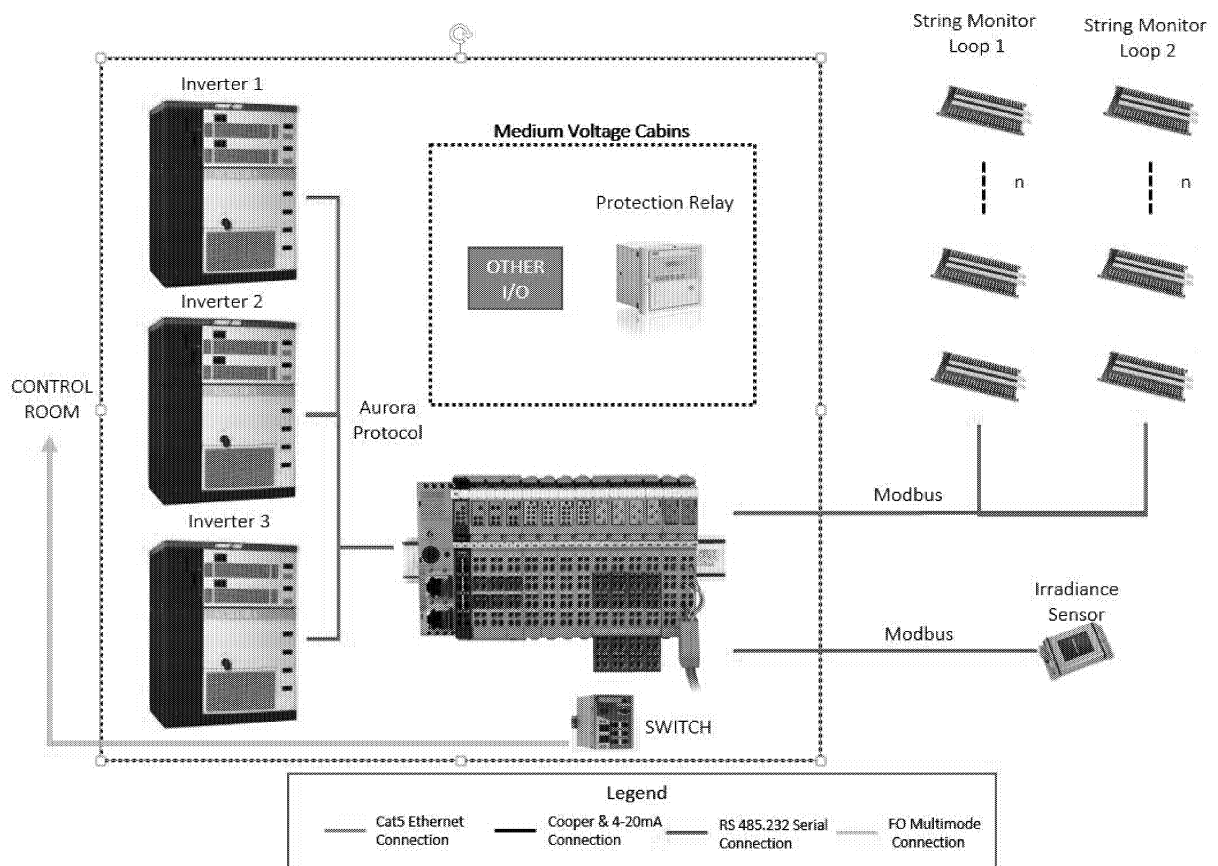 String Monitor
Loop 1
String Monitor
Loop 2
Inverter 1
Medium Voltage Cabins
n
n
Protection Relay
OTHER
I/O
Inverter 2
CONTROL
ROOM
Aurora
Protocol
Modbus
Inverter 3
Irradiance
Sensor
Modbus
SWITCH
Legend
Cat5 Ethernet
Connection
Cooper & 4-20mA
Connection
RS 485.232 Serial
Connection
FO Multimode
Connection